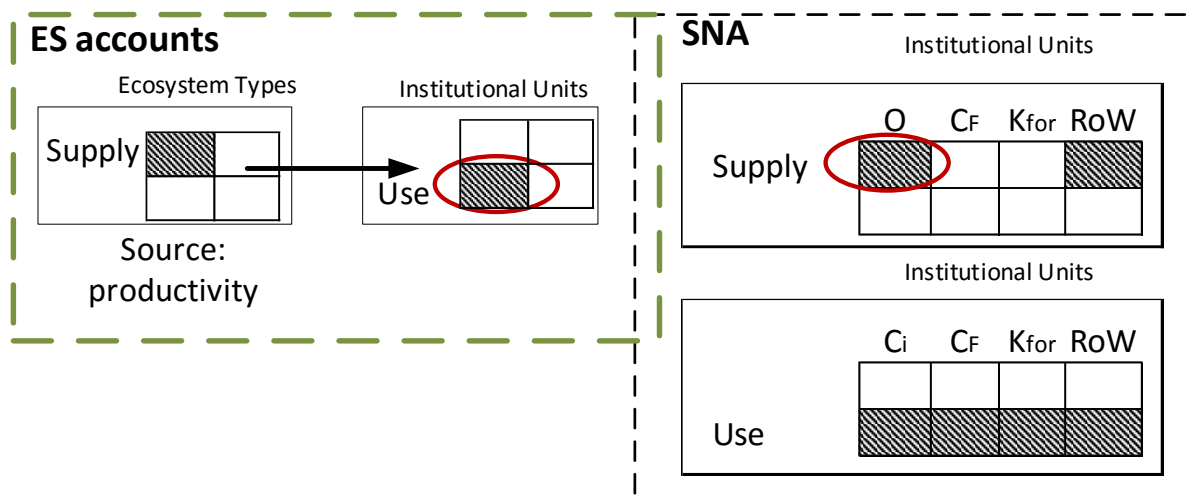 ES accounts
Ecosystem Types
Supply
Source:
productivity
Institutional Units
Use
SNA
Institutional Units
O CF Kfor RoW
Supply
Institutional Units
Ci CF Kfor RoW
Use